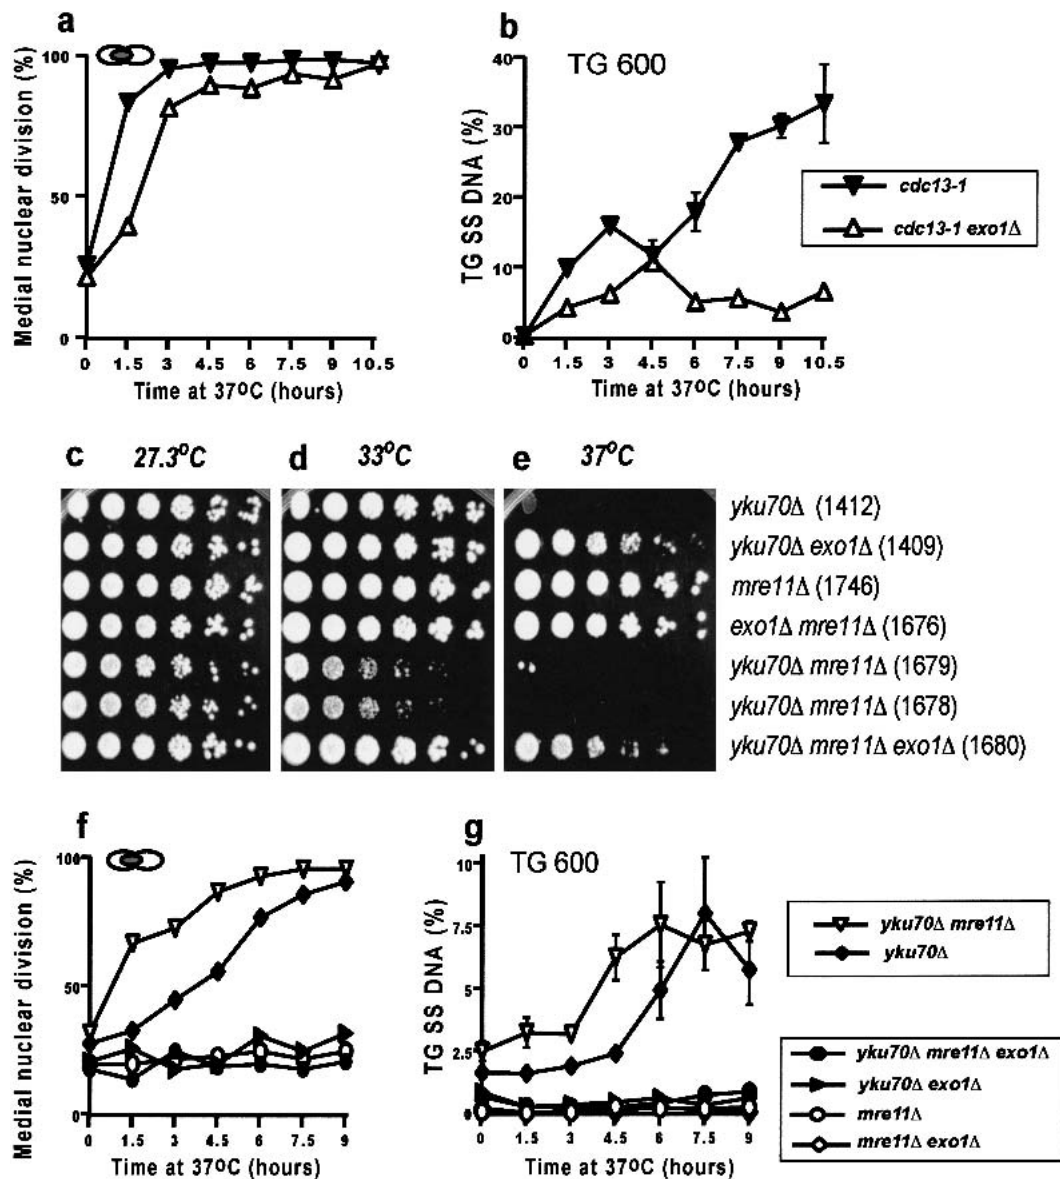 a
Medial nuclear division (%)
100
50
0
0 1.5 3 4.5 6 7.5 9 10.5
Time at 37ºC (hours)
b
TG 600
TG SS DNA (%)
40
30
20
10
0
0 1.5 3 4.5 6 7.5 9 10.5
Time at 37ºC (hours)
cdc13-1
cdc13-1 exo1Δ
c 27.3ºC d 33ºC e 37ºC
yku70Δ (1412)
yku70Δ exo1Δ (1409)
mre11Δ (1746)
exo1Δ mre11Δ (1676)
yku70Δ mre11Δ (1679)
yku70Δ mre11Δ (1678)
yku70Δ mre11Δ exo1Δ (1680)
f
Medial nuclear division (%)
100
50
0
0 1.5 3 4.5 6 7.5 9
Time at 37ºC (hours)
g
TG 600
TG SS DNA (%)
10
7.5
5
2.5
0
0 1.5 3 4.5 6 7.5 9
Time at 37ºC (hours)
yku70Δ mre11Δ
yku70Δ
yku70Δ mre11Δ exo1Δ
yku70Δ exo1Δ
mre11Δ
mre11Δ exo1Δ